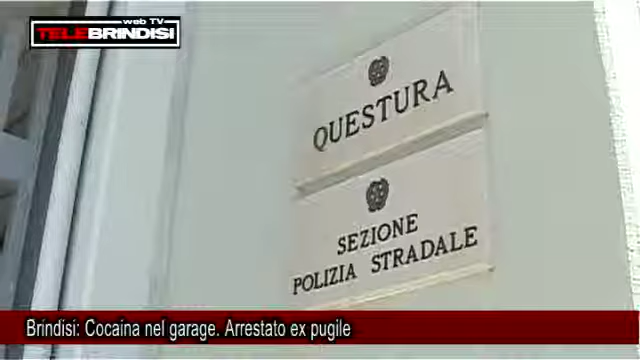 web TV
TELEBRINDISI
QUESTURA
SEZIONE
POLIZIA STRADALE
Brindisi: Cocaina nel garage. Arrestato ex pugile